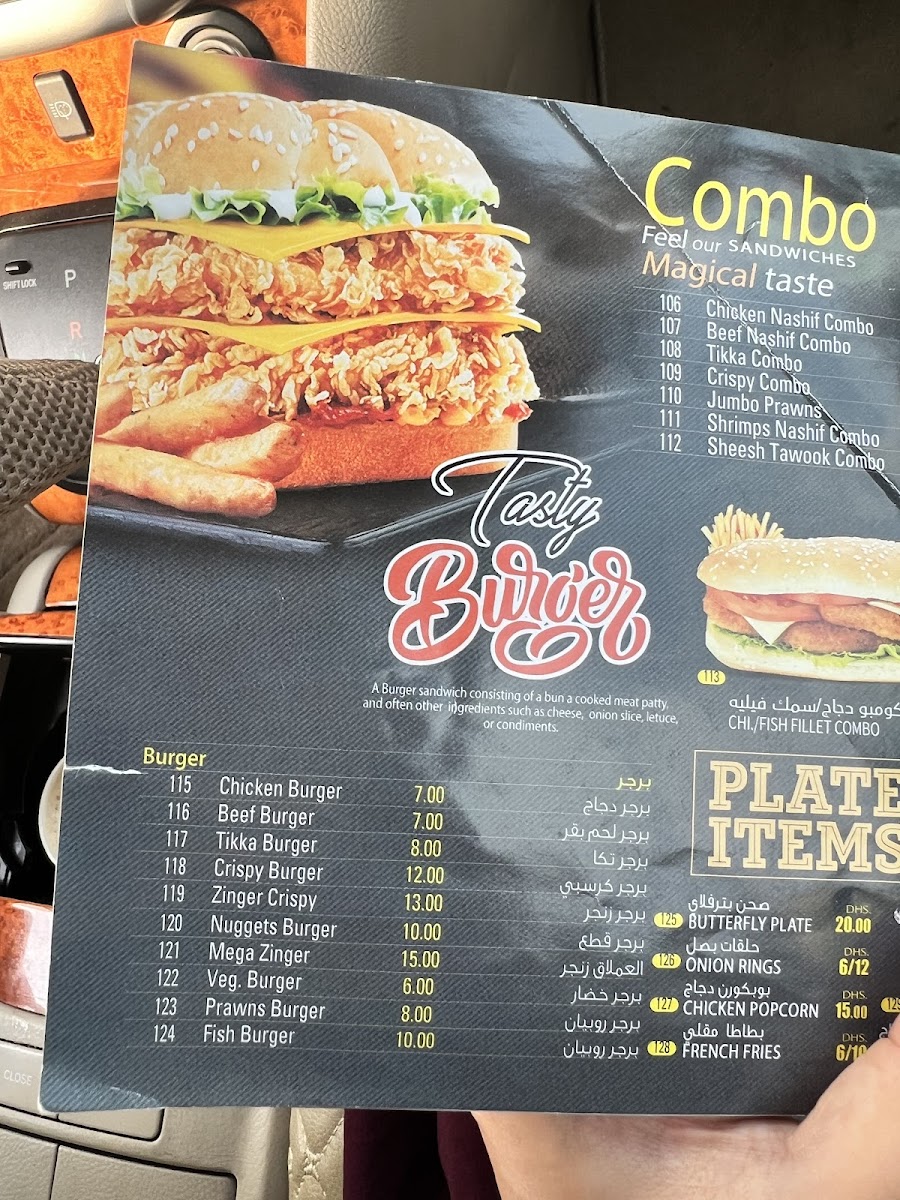 SHIFT LOCK
P
R
CLOSE
Combo
Feel our SANDWICHES
Magical taste
106 Chicken Nashif Combo
107 Beef Nashif Combo
108 Tikka Combo
109 Crispy Combo
110 Jumbo Prawns
111 Shrimps Nashif Combo
112 Sheesh Tawook Combo
Tasty
Burger
A Burger sandwich consisting of a bun a cooked meat patty.
and often other ingredients such as cheese, onion slice, letuce,
or condiments.
113
كومبو دجاج/سمك فيليه
CHI./FISH FILLET COMBO
Burger برجر
115 Chicken Burger 7.00 برجر دجاج
116 Beef Burger 7.00 برجر لحم بقر
117 Tikka Burger 8.00 برجر تكا
118 Crispy Burger 12.00 برجر كرسبي
119 Zinger Crispy 13.00 برجر زنجر
120 Nuggets Burger 10.00 برجر قطع
121 Mega Zinger 15.00 العملاق زنجر
122 Veg. Burger 6.00 برجر خضار
123 Prawns Burger 8.00 برجر روبيان
124 Fish Burger 10.00 برجر روبيان
PLATE
ITEMS
صحن بترفلاي DHS.
125 BUTTERFLY PLATE 20.00
حلقات بصل DHS.
126 ONION RINGS 6/12
بوبكورن دجاج DHS.
127 CHICKEN POPCORN 15.00
بطاطا مقلي DHS.
128 FRENCH FRIES